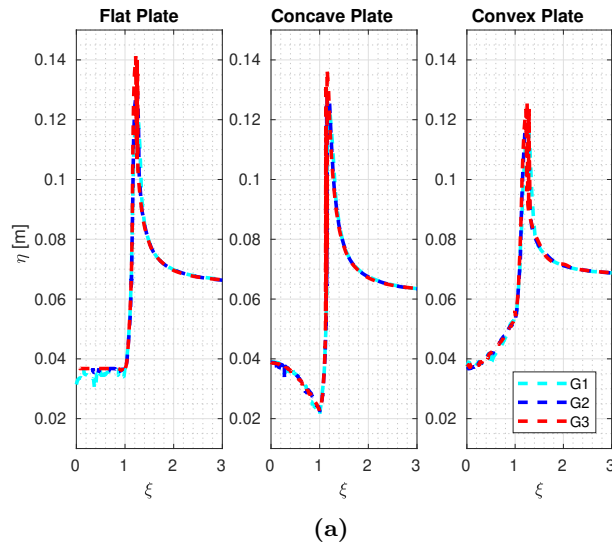 Flat Plate Concave Plate Convex Plate
0.14 0.14 0.14
0.12 0.12 0.12
0.1 0.1 0.1
η [m] 0.08 0.08 0.08
0.06 0.06 0.06
0.04 0.04 0.04
0.02 0.02 0.02
G1
G2
G3
0 1 2 3 0 1 2 3 0 1 2 3
ξ ξ ξ
(a)